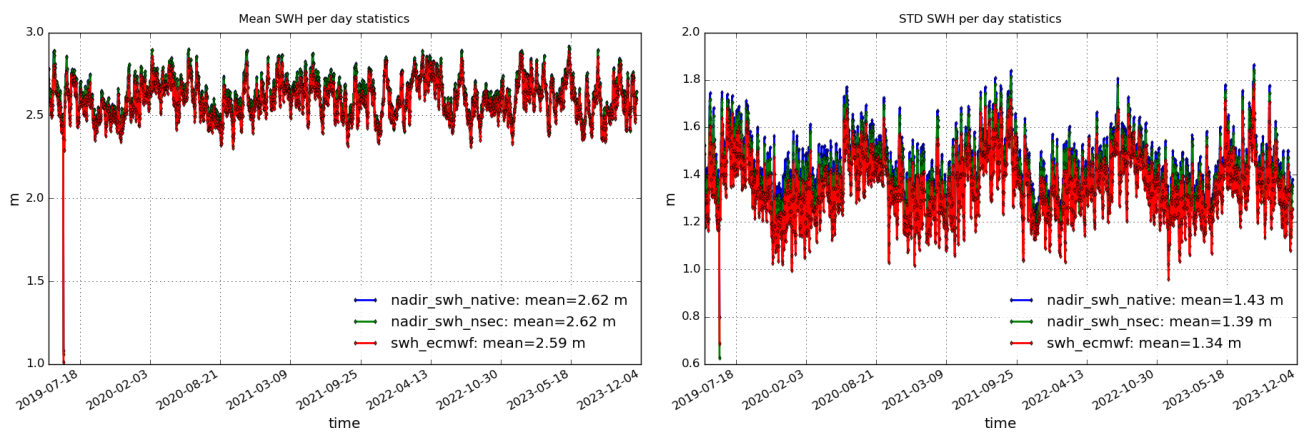 Mean SWH per day statistics
3.0
2.5
2.0
1.5
1.0
m
nadir_swh_native: mean=2.62 m
nadir_swh_nsec: mean=2.62 m
swh_ecmwf: mean=2.59 m
2019-07-18
2020-02-03
2020-08-21
2021-03-09
2021-09-25
2022-04-13
2022-10-30
2023-05-18
2023-12-04
time
STD SWH per day statistics
2.0
1.8
1.6
1.4
1.2
1.0
0.8
0.6
m
nadir_swh_native: mean=1.43 m
nadir_swh_nsec: mean=1.39 m
swh_ecmwf: mean=1.34 m
2019-07-18
2020-02-03
2020-08-21
2021-03-09
2021-09-25
2022-04-13
2022-10-30
2023-05-18
2023-12-04
time